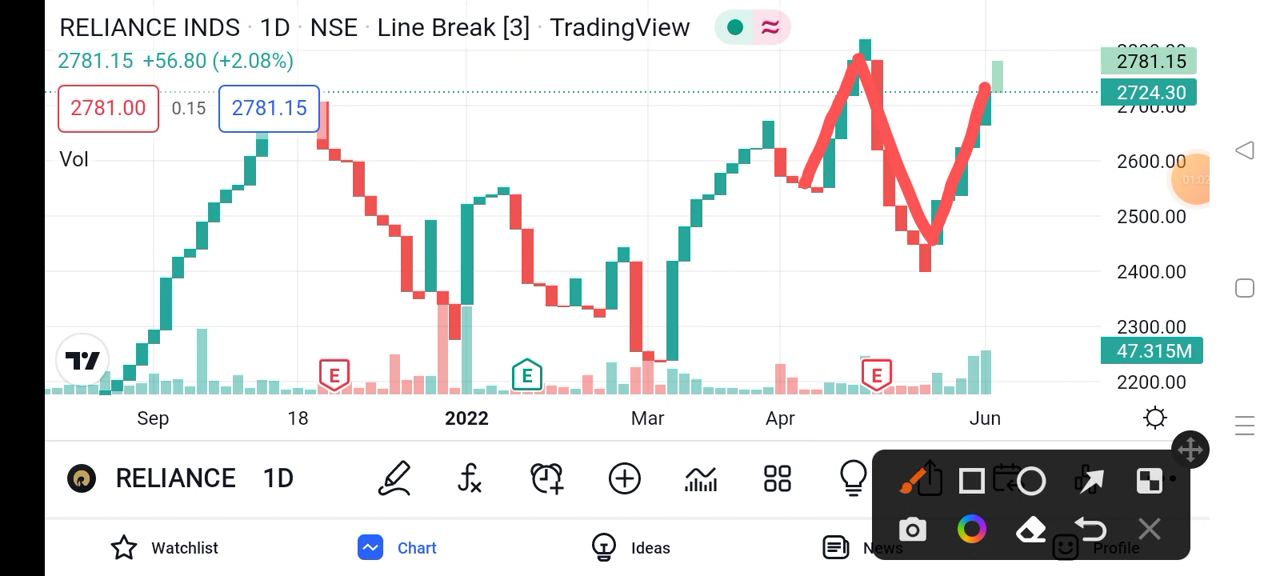 RELIANCE INDS · 1D · NSE · Line Break [3] · TradingView
2781.15 +56.80 (+2.08%)
2781.00 0.15 2781.15
Vol
2781.15
2724.30
2700.00
2600.00
2500.00
2400.00
2300.00
47.315M
2200.00
01:02
E E E
Sep 18 2022 Mar Apr Jun
RELIANCE 1D
Watchlist Chart Ideas News Profile